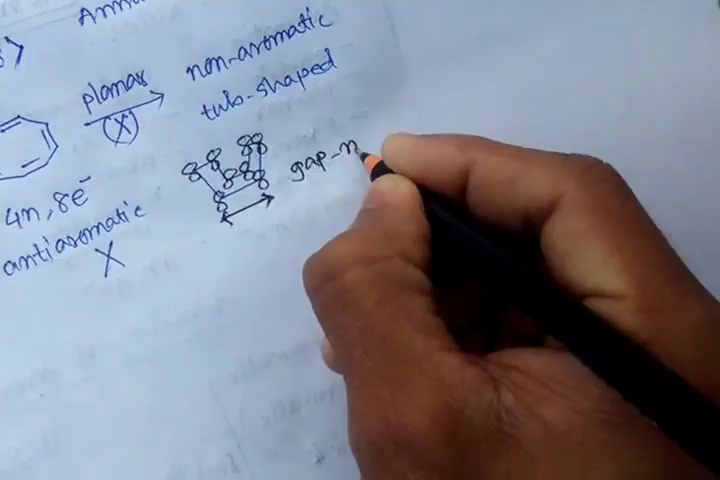 planar
(X)
non-aromatic
tub-shaped
gap-n
4n, 8e⁻
antiaromatic
X